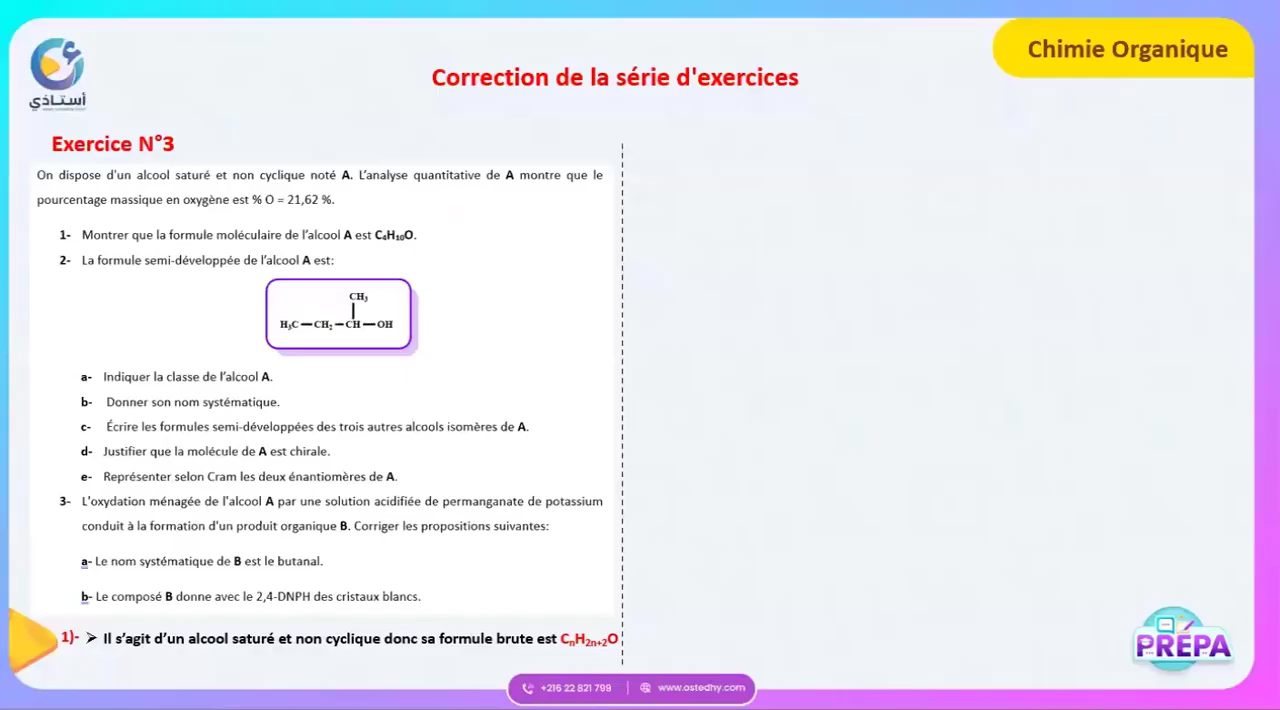 Chimie Organique
أستاذي
Correction de la série d'exercices
Exercice N°3
On dispose d'un alcool saturé et non cyclique noté A. L'analyse quantitative de A montre que le
pourcentage massique en oxygène est % O = 21,62 %.
1- Montrer que la formule moléculaire de l'alcool A est C₄H₁₀O.
2- La formule semi-développée de l'alcool A est:
CH₃
H₃C—CH₂—CH—OH
a- Indiquer la classe de l'alcool A.
b- Donner son nom systématique.
c- Écrire les formules semi-développées des trois autres alcools isomères de A.
d- Justifier que la molécule de A est chirale.
e- Représenter selon Cram les deux énantiomères de A.
3- L'oxydation ménagée de l'alcool A par une solution acidifiée de permanganate de potassium
conduit à la formation d'un produit organique B. Corriger les propositions suivantes:
a- Le nom systématique de B est le butanal.
b- Le composé B donne avec le 2,4-DNPH des cristaux blancs.
1)- ➢ Il s'agit d'un alcool saturé et non cyclique donc sa formule brute est CₙH₂ₙ₊₂O
PRÉPA
+216 22 821 799 | www.ostedhy.com